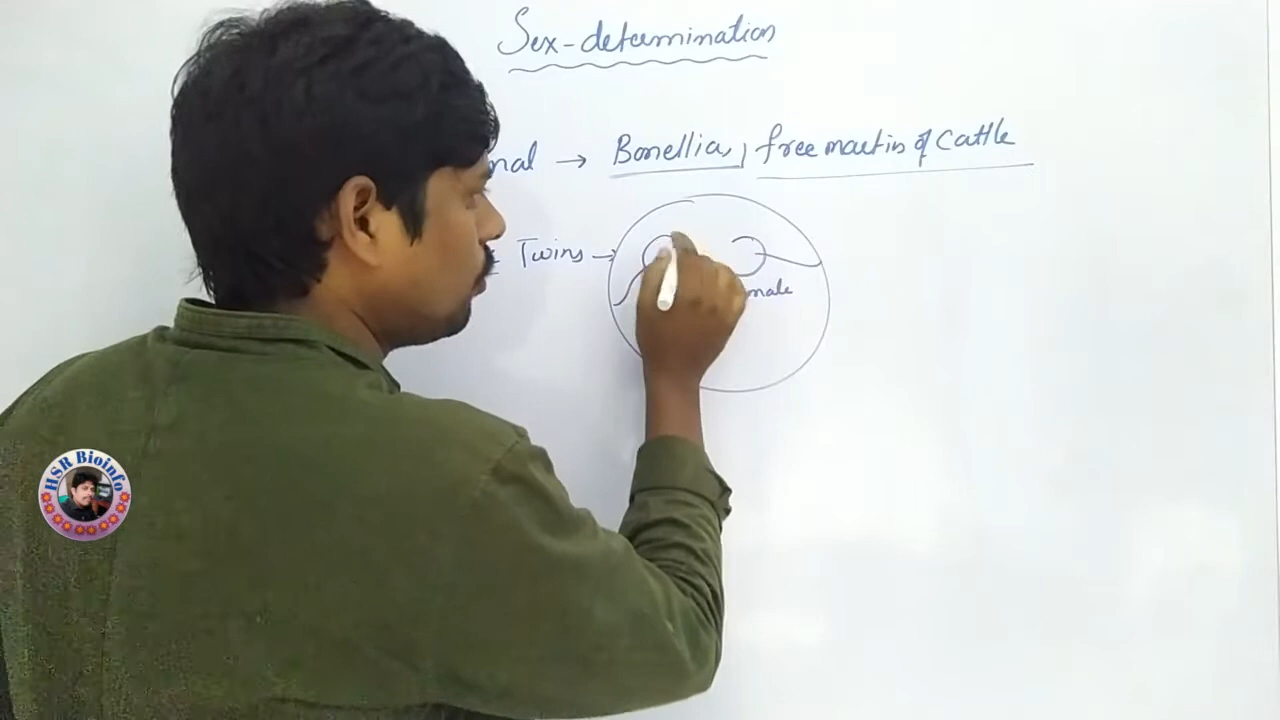 Sex-determination
nal → Bonellia, free martin of Cattle
Twins →
male
HSR Bioinfo